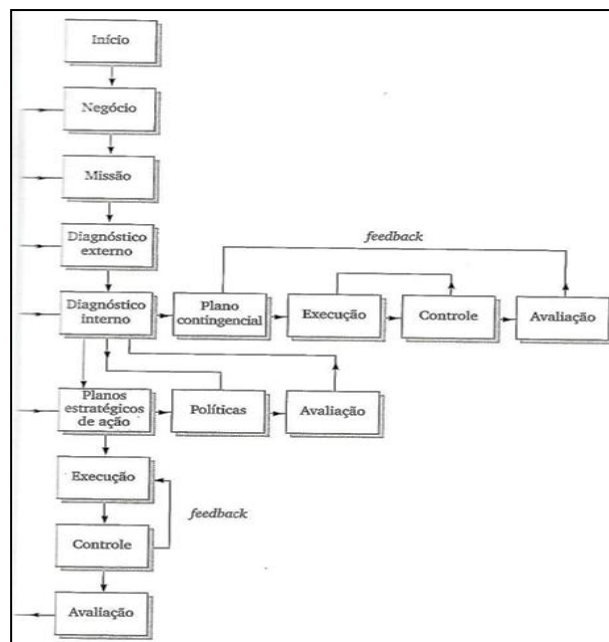 Início
Negócio
Missão
Diagnóstico
externo
feedback
Diagnóstico
interno
Plano
contingencial
Execução
Controle
Avaliação
Planos
estratégicos
de ação
Políticas
Avaliação
Execução
feedback
Controle
Avaliação